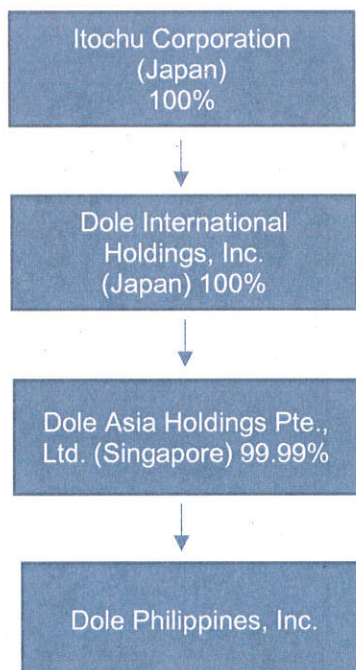 Itochu Corporation
(Japan)
100%
Dole International
Holdings, Inc.
(Japan) 100%
Dole Asia Holdings Pte.,
Ltd. (Singapore) 99.99%
Dole Philippines, Inc.